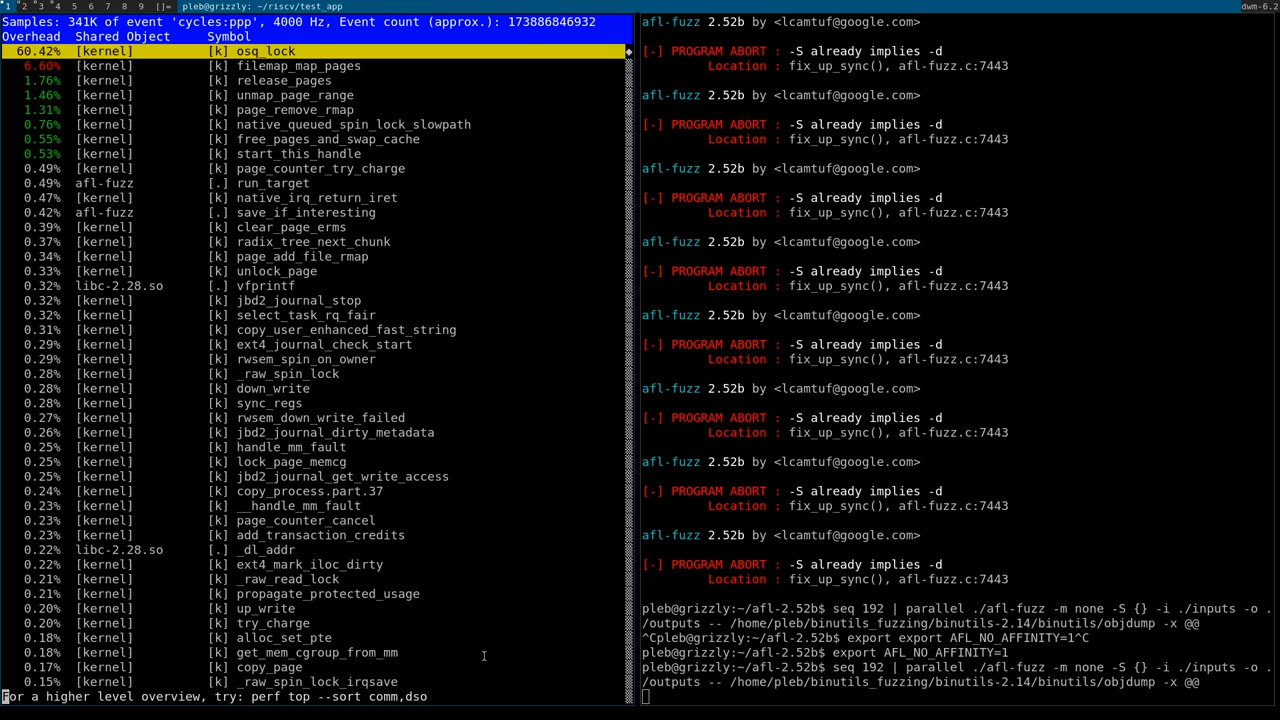 1 2 3 4 5 6 7 8 9 []= pleb@grizzly: ~/riscv/test_app dwm-6.2
Samples: 341K of event 'cycles:ppp', 4000 Hz, Event count (approx.): 173886846932
Overhead Shared Object Symbol
60.42% [kernel] [k] osq_lock
6.60% [kernel] [k] filemap_map_pages
1.76% [kernel] [k] release_pages
1.46% [kernel] [k] unmap_page_range
1.31% [kernel] [k] page_remove_rmap
0.76% [kernel] [k] native_queued_spin_lock_slowpath
0.55% [kernel] [k] free_pages_and_swap_cache
0.53% [kernel] [k] start_this_handle
0.49% [kernel] [k] page_counter_try_charge
0.49% afl-fuzz [.] run_target
0.47% [kernel] [k] native_irq_return_iret
0.42% afl-fuzz [.] save_if_interesting
0.39% [kernel] [k] clear_page_erms
0.37% [kernel] [k] radix_tree_next_chunk
0.34% [kernel] [k] page_add_file_rmap
0.33% [kernel] [k] unlock_page
0.32% libc-2.28.so [.] vfprintf
0.32% [kernel] [k] jbd2_journal_stop
0.32% [kernel] [k] select_task_rq_fair
0.31% [kernel] [k] copy_user_enhanced_fast_string
0.29% [kernel] [k] ext4_journal_check_start
0.29% [kernel] [k] rwsem_spin_on_owner
0.28% [kernel] [k] _raw_spin_lock
0.28% [kernel] [k] down_write
0.28% [kernel] [k] sync_regs
0.27% [kernel] [k] rwsem_down_write_failed
0.26% [kernel] [k] jbd2_journal_dirty_metadata
0.25% [kernel] [k] handle_mm_fault
0.25% [kernel] [k] lock_page_memcg
0.25% [kernel] [k] jbd2_journal_get_write_access
0.24% [kernel] [k] copy_process.part.37
0.23% [kernel] [k] __handle_mm_fault
0.23% [kernel] [k] page_counter_cancel
0.23% [kernel] [k] add_transaction_credits
0.22% libc-2.28.so [.] _dl_addr
0.22% [kernel] [k] ext4_mark_iloc_dirty
0.21% [kernel] [k] _raw_read_lock
0.21% [kernel] [k] propagate_protected_usage
0.20% [kernel] [k] up_write
0.20% [kernel] [k] try_charge
0.18% [kernel] [k] alloc_set_pte
0.18% [kernel] [k] get_mem_cgroup_from_mm
0.17% [kernel] [k] copy_page
0.15% [kernel] [k] _raw_spin_lock_irqsave
For a higher level overview, try: perf top --sort comm,dso
afl-fuzz 2.52b by <lcamtuf@google.com>
[-] PROGRAM ABORT : -S already implies -d
Location : fix_up_sync(), afl-fuzz.c:7443
afl-fuzz 2.52b by <lcamtuf@google.com>
[-] PROGRAM ABORT : -S already implies -d
Location : fix_up_sync(), afl-fuzz.c:7443
afl-fuzz 2.52b by <lcamtuf@google.com>
[-] PROGRAM ABORT : -S already implies -d
Location : fix_up_sync(), afl-fuzz.c:7443
afl-fuzz 2.52b by <lcamtuf@google.com>
[-] PROGRAM ABORT : -S already implies -d
Location : fix_up_sync(), afl-fuzz.c:7443
afl-fuzz 2.52b by <lcamtuf@google.com>
[-] PROGRAM ABORT : -S already implies -d
Location : fix_up_sync(), afl-fuzz.c:7443
afl-fuzz 2.52b by <lcamtuf@google.com>
[-] PROGRAM ABORT : -S already implies -d
Location : fix_up_sync(), afl-fuzz.c:7443
afl-fuzz 2.52b by <lcamtuf@google.com>
[-] PROGRAM ABORT : -S already implies -d
Location : fix_up_sync(), afl-fuzz.c:7443
afl-fuzz 2.52b by <lcamtuf@google.com>
[-] PROGRAM ABORT : -S already implies -d
Location : fix_up_sync(), afl-fuzz.c:7443
pleb@grizzly:~/afl-2.52b$ seq 192 | parallel ./afl-fuzz -m none -S {} -i ./inputs -o .
/outputs -- /home/pleb/binutils_fuzzing/binutils-2.14/binutils/objdump -x @@
^Cpleb@grizzly:~/afl-2.52b$ export export AFL_NO_AFFINITY=1^C
pleb@grizzly:~/afl-2.52b$ export AFL_NO_AFFINITY=1
pleb@grizzly:~/afl-2.52b$ seq 192 | parallel ./afl-fuzz -m none -S {} -i ./inputs -o .
/outputs -- /home/pleb/binutils_fuzzing/binutils-2.14/binutils/objdump -x @@